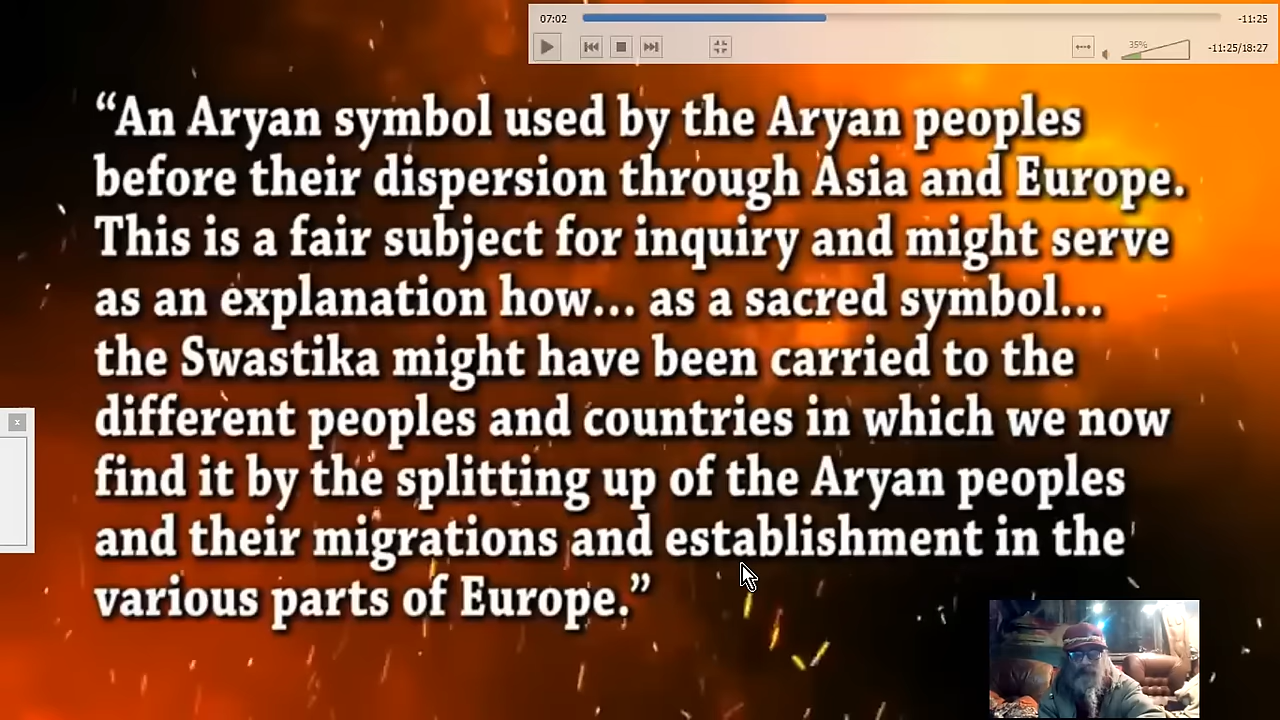 07:02
-11:25
35%
-11:25/18:27
“An Aryan symbol used by the Aryan peoples
before their dispersion through Asia and Europe.
This is a fair subject for inquiry and might serve
as an explanation how... as a sacred symbol...
the Swastika might have been carried to the
different peoples and countries in which we now
find it by the splitting up of the Aryan peoples
and their migrations and establishment in the
various parts of Europe.”
x